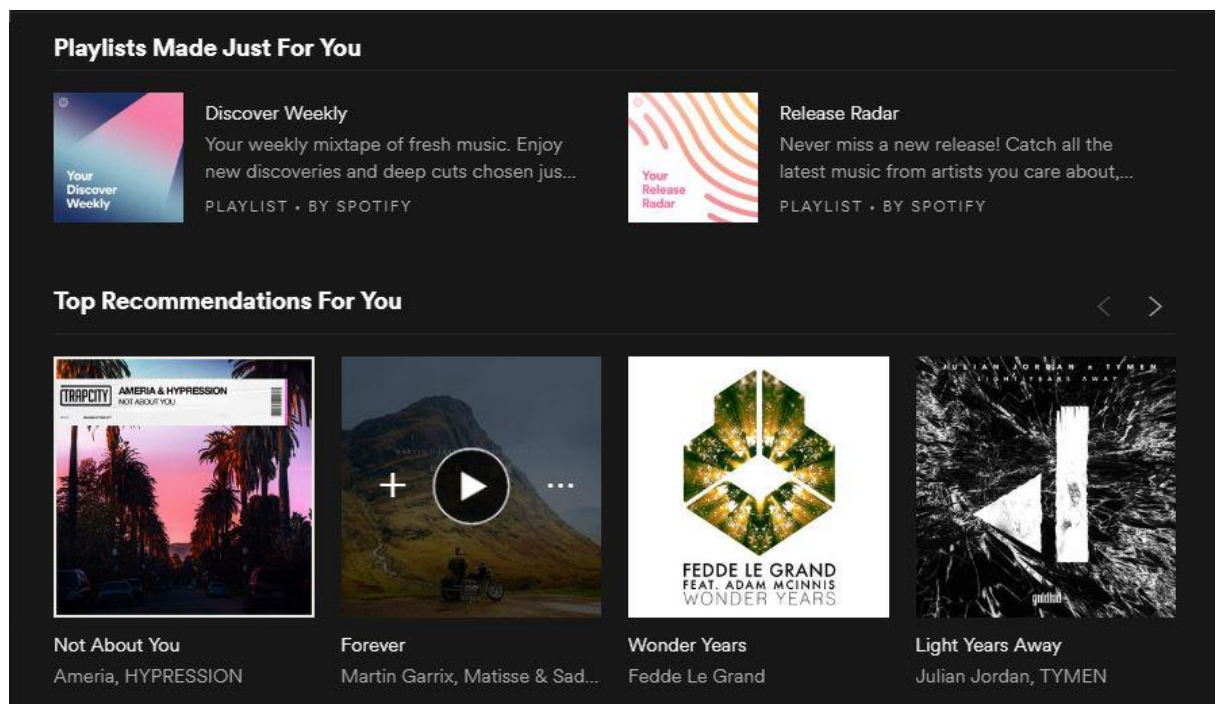 Playlists Made Just For You
Your
Discover
Weekly
Discover Weekly
Your weekly mixtape of fresh music. Enjoy
new discoveries and deep cuts chosen jus...
PLAYLIST • BY SPOTIFY
Your
Release
Radar
Release Radar
Never miss a new release! Catch all the
latest music from artists you care about,...
PLAYLIST • BY SPOTIFY
Top Recommendations For You
TRAPCITY
AMERIA & HYPRESSION
NOT ABOUT YOU
Not About You
Ameria, HYPRESSION
Forever
Martin Garrix, Matisse & Sad...
FEDDE LE GRAND
FEAT. ADAM MCINNIS
WONDER YEARS
Wonder Years
Fedde Le Grand
JULIAN JORDAN x TYMEN
LIGHT YEARS AWAY
goldkid
Light Years Away
Julian Jordan, TYMEN